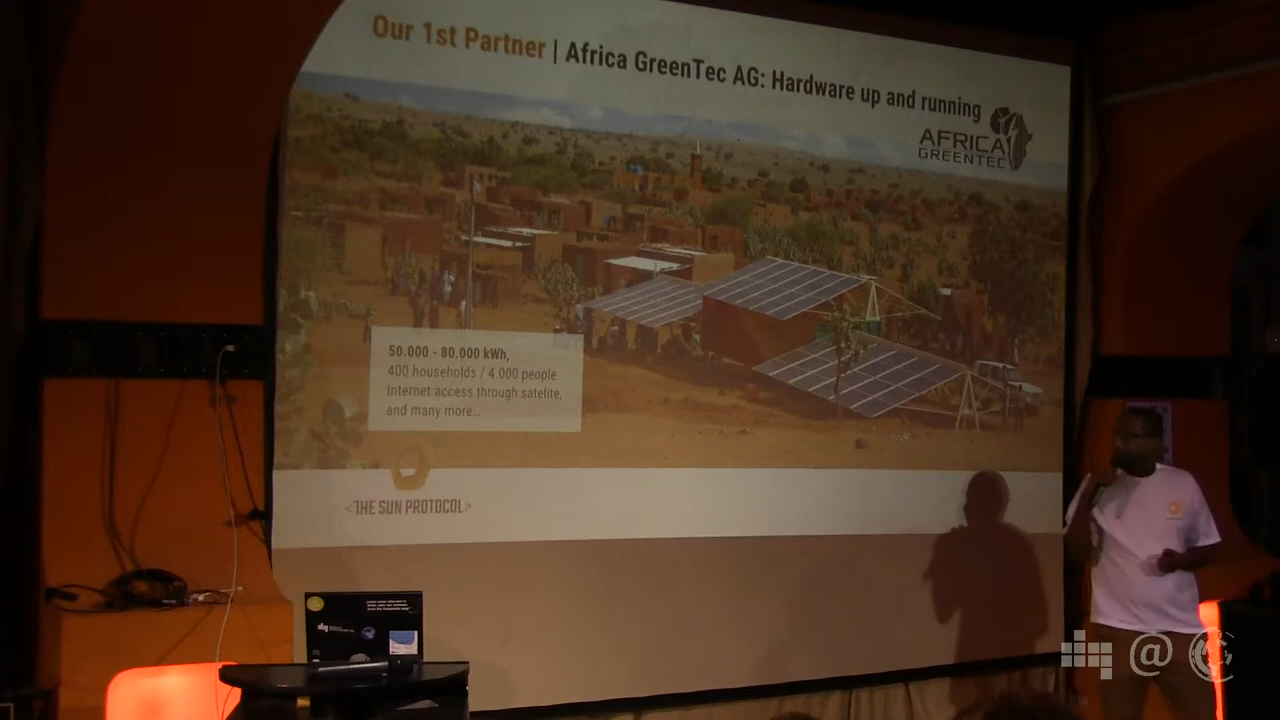 Our 1st Partner | Africa GreenTec AG: Hardware up and running
AFRICA
GREENTEC
50.000 - 80.000 kWh,
400 households / 4.000 people
Internet access through satelite,
and many more...
<THE SUN PROTOCOL>
@